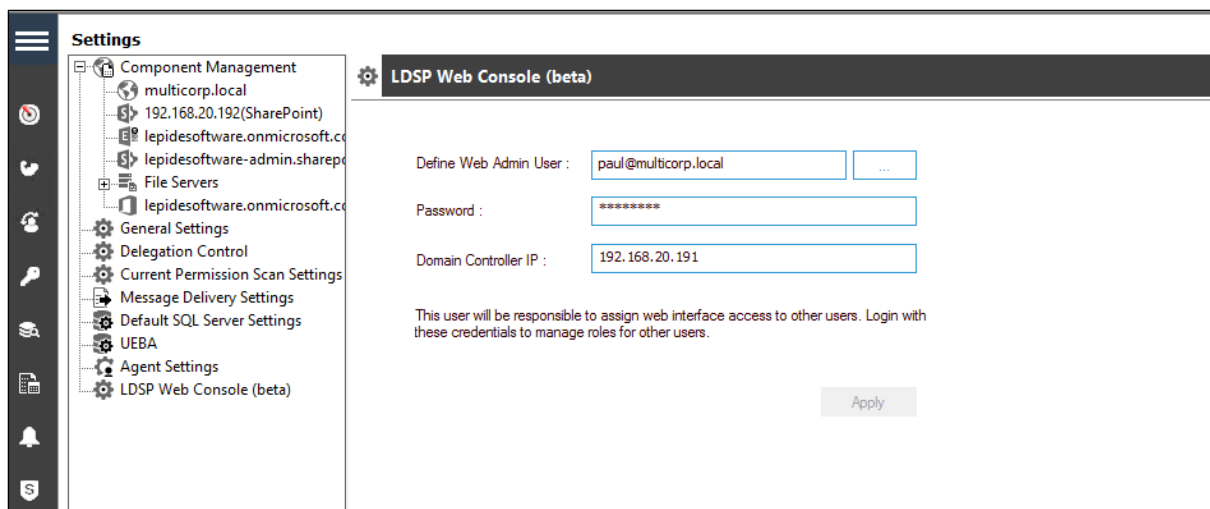 Settings
Component Management
multicorp.local
192.168.20.192(SharePoint)
lepidesoftware.onmicrosoft.co
lepidesoftware-admin.sharepo
File Servers
lepidesoftware.onmicrosoft.co
General Settings
Delegation Control
Current Permission Scan Settings
Message Delivery Settings
Default SQL Server Settings
UEBA
Agent Settings
LDSP Web Console (beta)
LDSP Web Console (beta)
Define Web Admin User : paul@multicorp.local ...
Password : ********
Domain Controller IP : 192.168.20.191
This user will be responsible to assign web interface access to other users. Login with
these credentials to manage roles for other users.
Apply